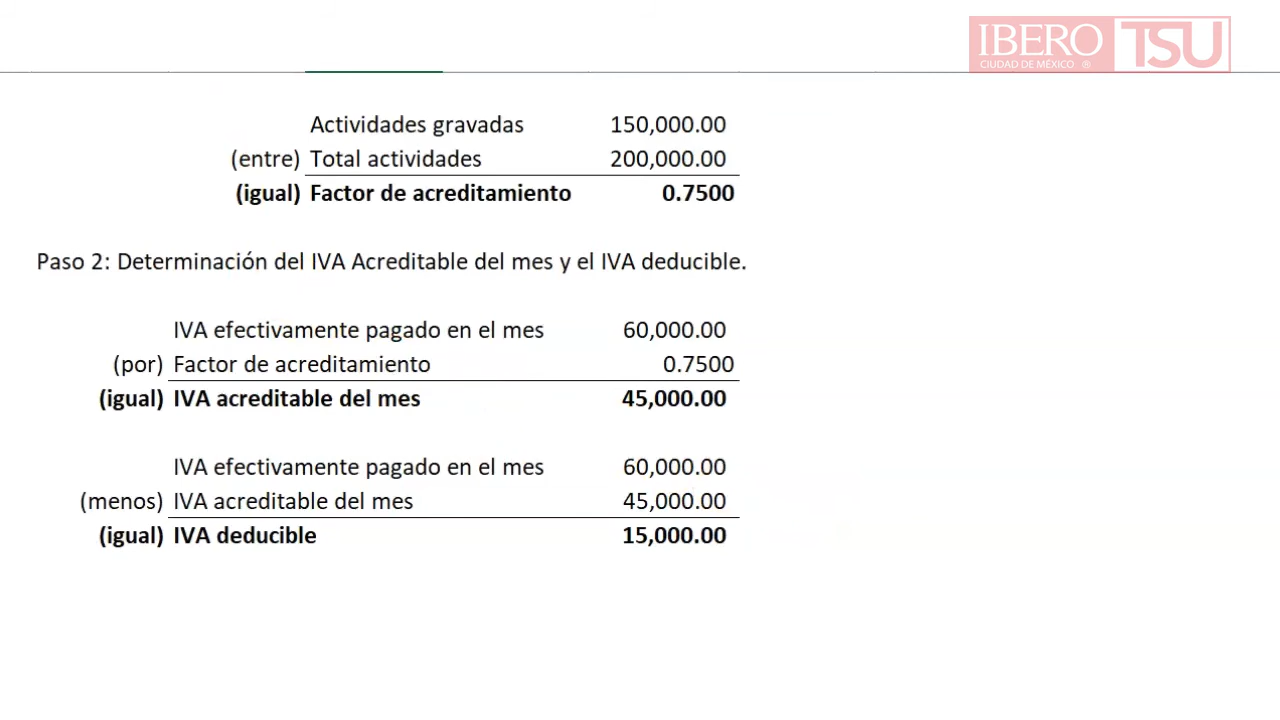 IBERO TSU
CIUDAD DE MÉXICO ®
Actividades gravadas 150,000.00
(entre) Total actividades 200,000.00
(igual) Factor de acreditamiento 0.7500
Paso 2: Determinación del IVA Acreditable del mes y el IVA deducible.
IVA efectivamente pagado en el mes 60,000.00
(por) Factor de acreditamiento 0.7500
(igual) IVA acreditable del mes 45,000.00
IVA efectivamente pagado en el mes 60,000.00
(menos) IVA acreditable del mes 45,000.00
(igual) IVA deducible 15,000.00